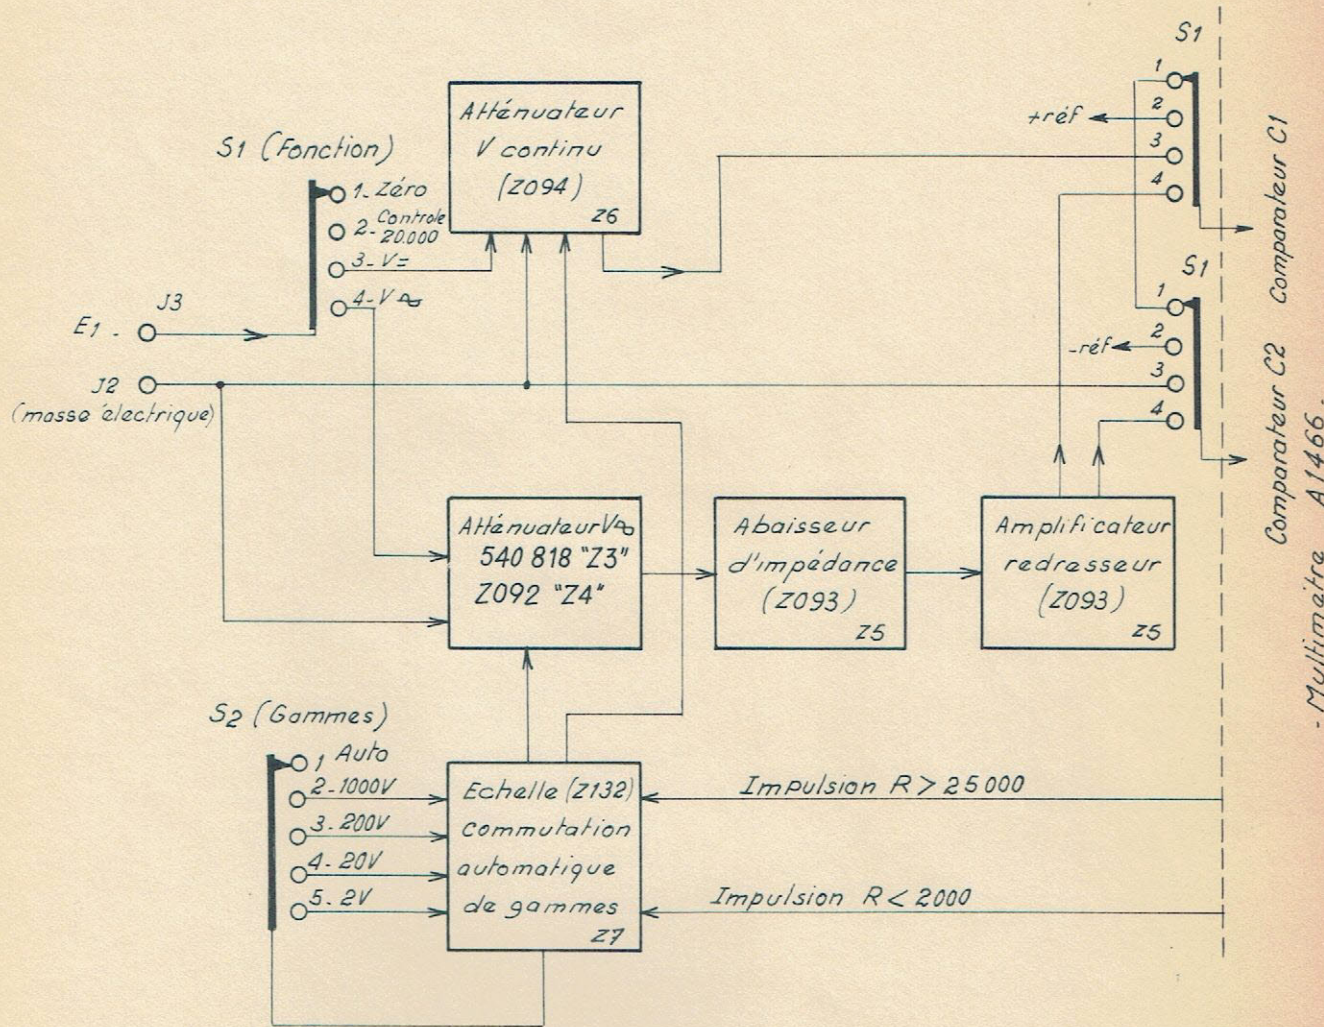 S1
1
2
+réf
3
4
Comparateur C1
Atténuateur
V continu
(Z094)
Z6
S1 (Fonction)
1- Zéro
2- Controle
20.000
3- V=
4- V~
J3
E1 -
J2
(masse électrique)
S1
1
2
-réf
3
4
Comparateur C2
- Multimètre A1466.
Atténuateur V~
540 818 "Z3"
Z092 "Z4"
Abaisseur
d'impédance
(Z093)
Z5
Amplificateur
redresseur
(Z093)
Z5
S2 (Gammes)
1 Auto
2-1000V
3-200V
4-20V
5.2V
Echelle (Z132)
commutation
automatique
de gammes
Z7
Impulsion R > 25 000
Impulsion R < 2000